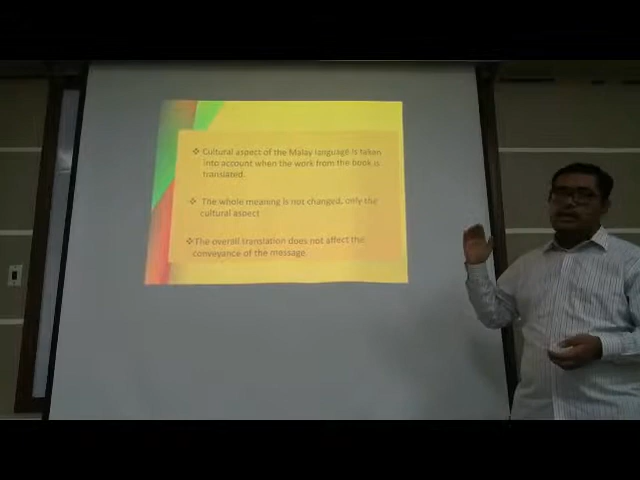 ❖ Cultural aspect of the Malay language is taken
into account when the work from the book is
translated.
❖ The whole meaning is not changed, only the
cultural aspect
❖The overall translation does not affect the
conveyance of the message.